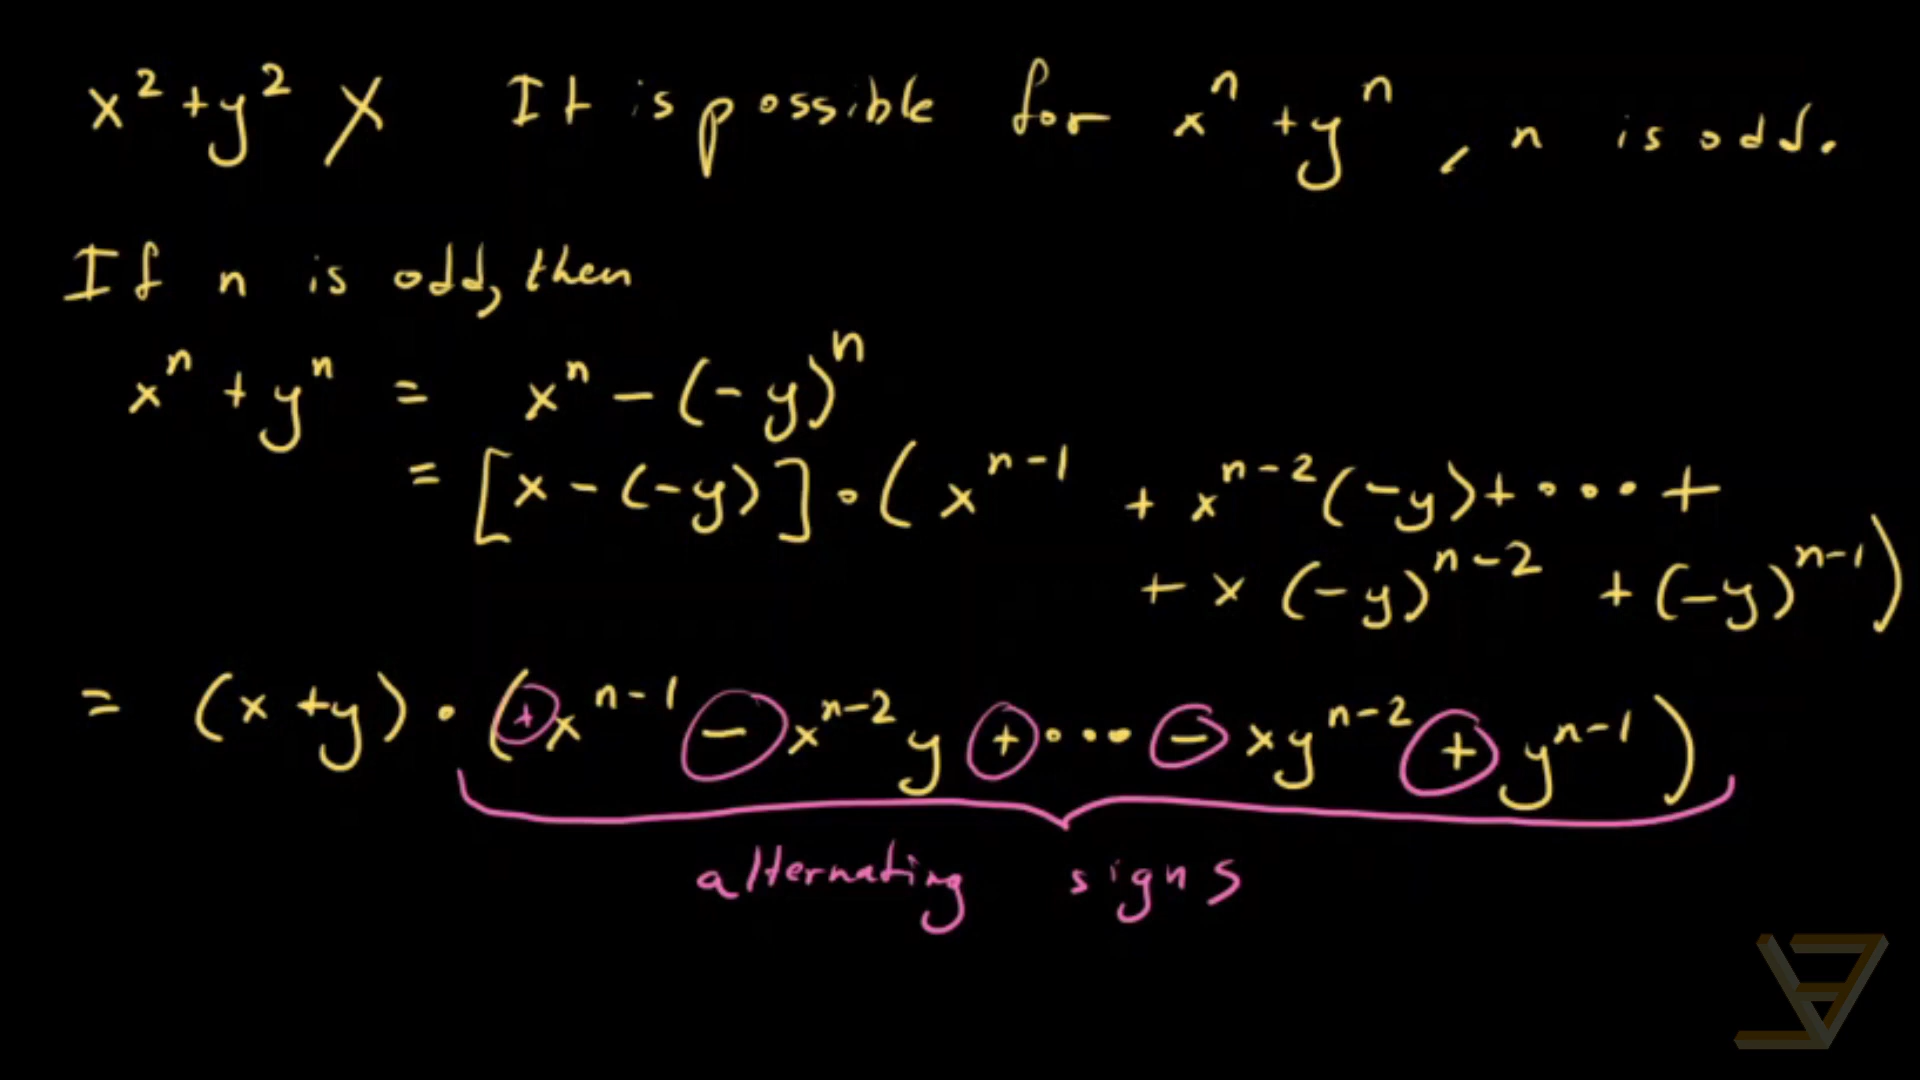 x² + y² X It is possible for xⁿ + yⁿ, n is odd.
If n is odd, then
xⁿ + yⁿ = xⁿ - (-y)ⁿ
= [x - (-y)] · (xⁿ⁻¹ + xⁿ⁻²(-y) + ··· +
+ x(-y)ⁿ⁻² + (-y)ⁿ⁻¹)
= (x + y) · (+xⁿ⁻¹ - xⁿ⁻²y + ··· - xyⁿ⁻² + yⁿ⁻¹)
alternating signs